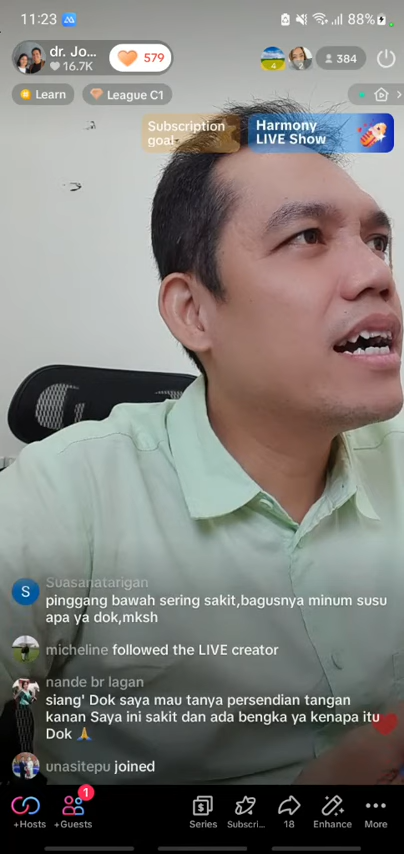 11:23
88%
dr. Jo...
16.7K
579
4
2
384
Learn
League C1
Subscription
goal
Harmony
LIVE Show
S
Suasanatarigan
pinggang bawah sering sakit,bagusnya minum susu
apa ya dok,mksh
micheline followed the LIVE creator
nande br lagan
siang' Dok saya mau tanya persendian tangan
kanan Saya ini sakit dan ada bengka ya kenapa itu
Dok 🙏
unasitepu joined
1
+Hosts
+Guests
Series
Subscri...
18
Enhance
More